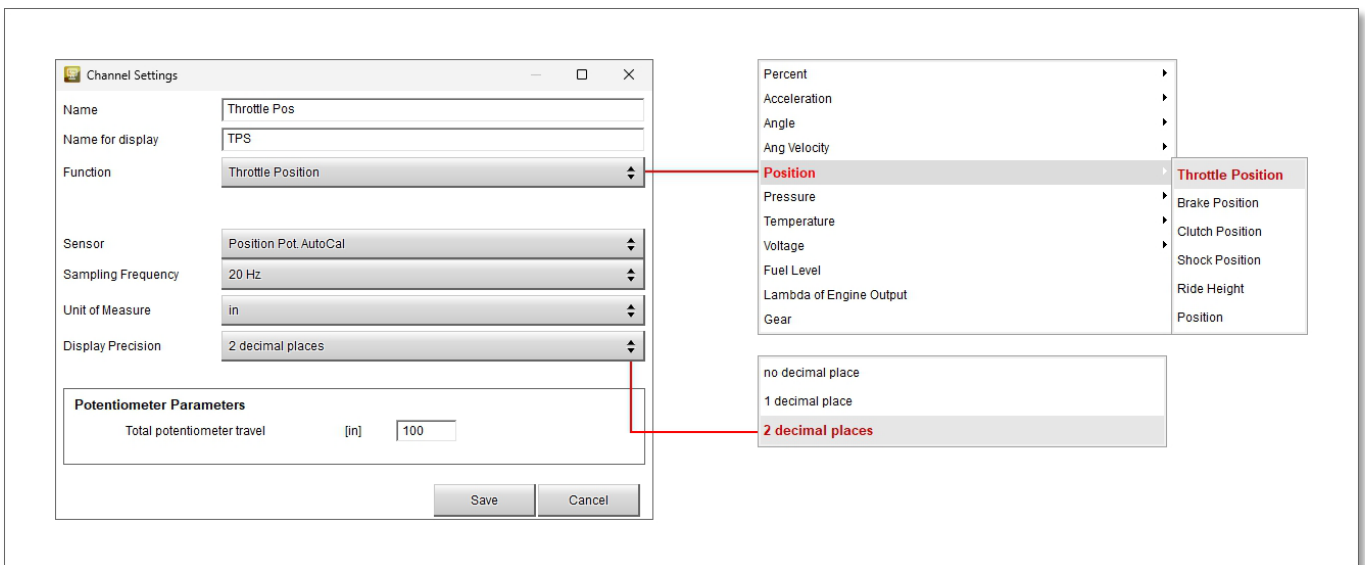 Channel Settings
Name
Throttle Pos
Name for display
TPS
Function
Throttle Position
Sensor
Position Pot. AutoCal
Sampling Frequency
20 Hz
Unit of Measure
in
Display Precision
2 decimal places
Potentiometer Parameters
Total potentiometer travel [in] 100
Save
Cancel
Percent
Acceleration
Angle
Ang Velocity
Position
Pressure
Temperature
Voltage
Fuel Level
Lambda of Engine Output
Gear
Throttle Position
Brake Position
Clutch Position
Shock Position
Ride Height
Position
no decimal place
1 decimal place
2 decimal places